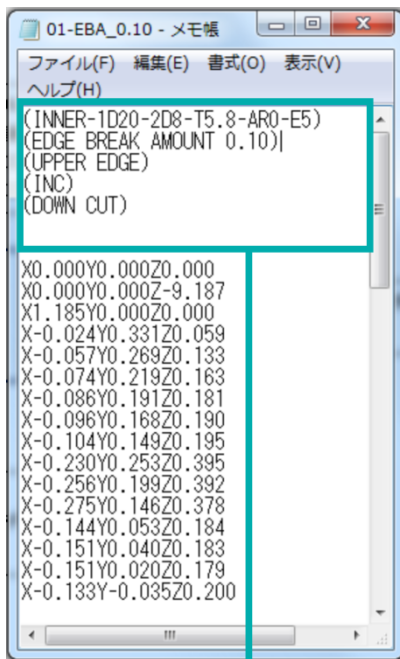 01-EBA_0.10 - メモ帳
ファイル(F) 編集(E) 書式(O) 表示(V)
ヘルプ(H)
(INNER-1D20-2D8-T5.8-AR0-E5)
(EDGE BREAK AMOUNT 0.10)
(UPPER EDGE)
(INC)
(DOWN CUT)
X0.000Y0.000Z0.000
X0.000Y0.000Z-9.187
X1.185Y0.000Z0.000
X-0.024Y0.331Z0.059
X-0.057Y0.269Z0.133
X-0.074Y0.219Z0.163
X-0.086Y0.191Z0.181
X-0.096Y0.168Z0.190
X-0.104Y0.149Z0.195
X-0.230Y0.253Z0.395
X-0.256Y0.199Z0.392
X-0.275Y0.146Z0.378
X-0.144Y0.053Z0.184
X-0.151Y0.040Z0.183
X-0.151Y0.020Z0.179
X-0.133Y-0.035Z0.200